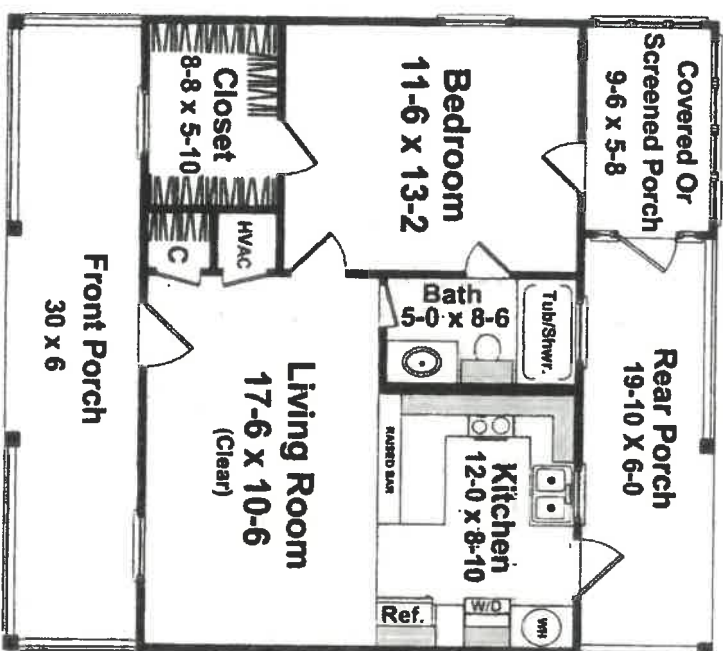 Covered Or
Screened Porch
9-6 x 5-8
Rear Porch
19-10 X 6-0
Bedroom
11-6 x 13-2
Closet
8-8 x 5-10
HVAC
C
Bath
5-0 x 8-6
Tub/Shwr.
Kitchen
12-0 x 8-10
RAISED BAR
Ref.
W/D
WH
Living Room
17-6 x 10-6
(Clear)
Front Porch
30 x 6